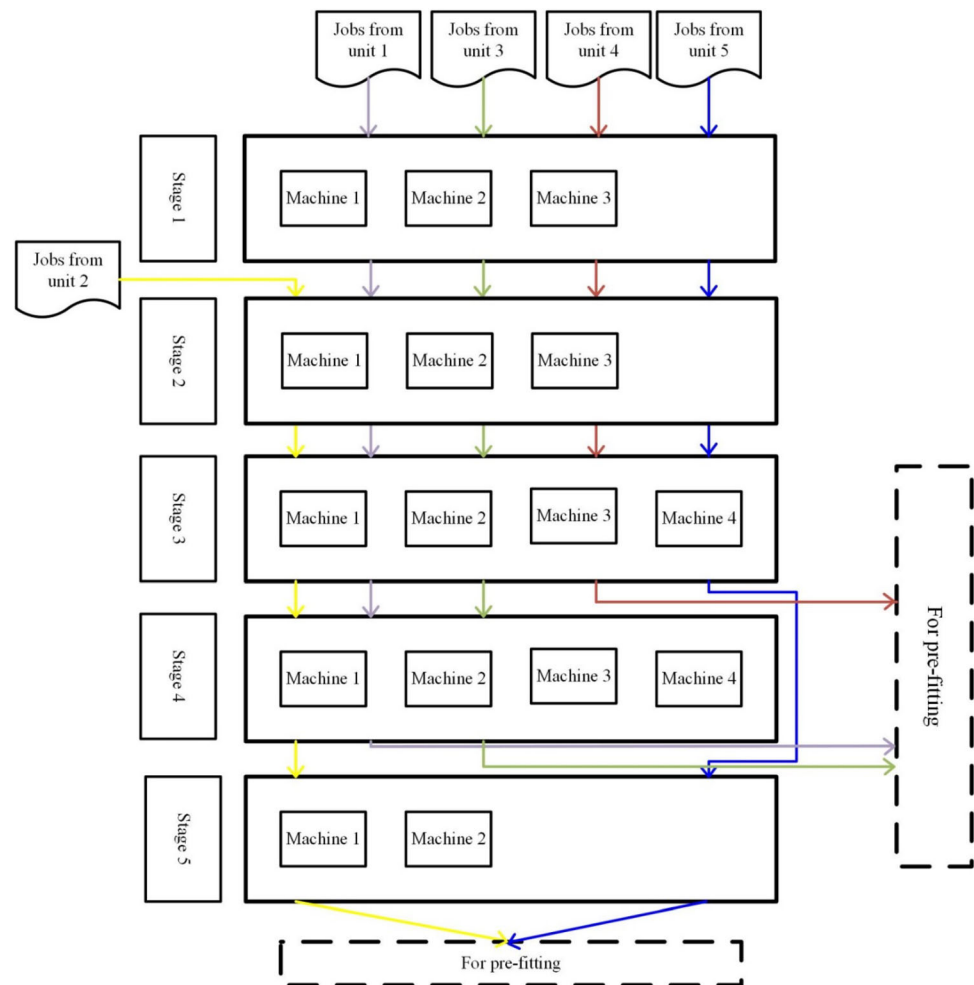 Jobs from
unit 1
Jobs from
unit 3
Jobs from
unit 4
Jobs from
unit 5
Stage 1
Machine 1
Machine 2
Machine 3
Jobs from
unit 2
Stage 2
Machine 1
Machine 2
Machine 3
Stage 3
Machine 1
Machine 2
Machine 3
Machine 4
For pre-fitting
Stage 4
Machine 1
Machine 2
Machine 3
Machine 4
Stage 5
Machine 1
Machine 2
For pre-fitting